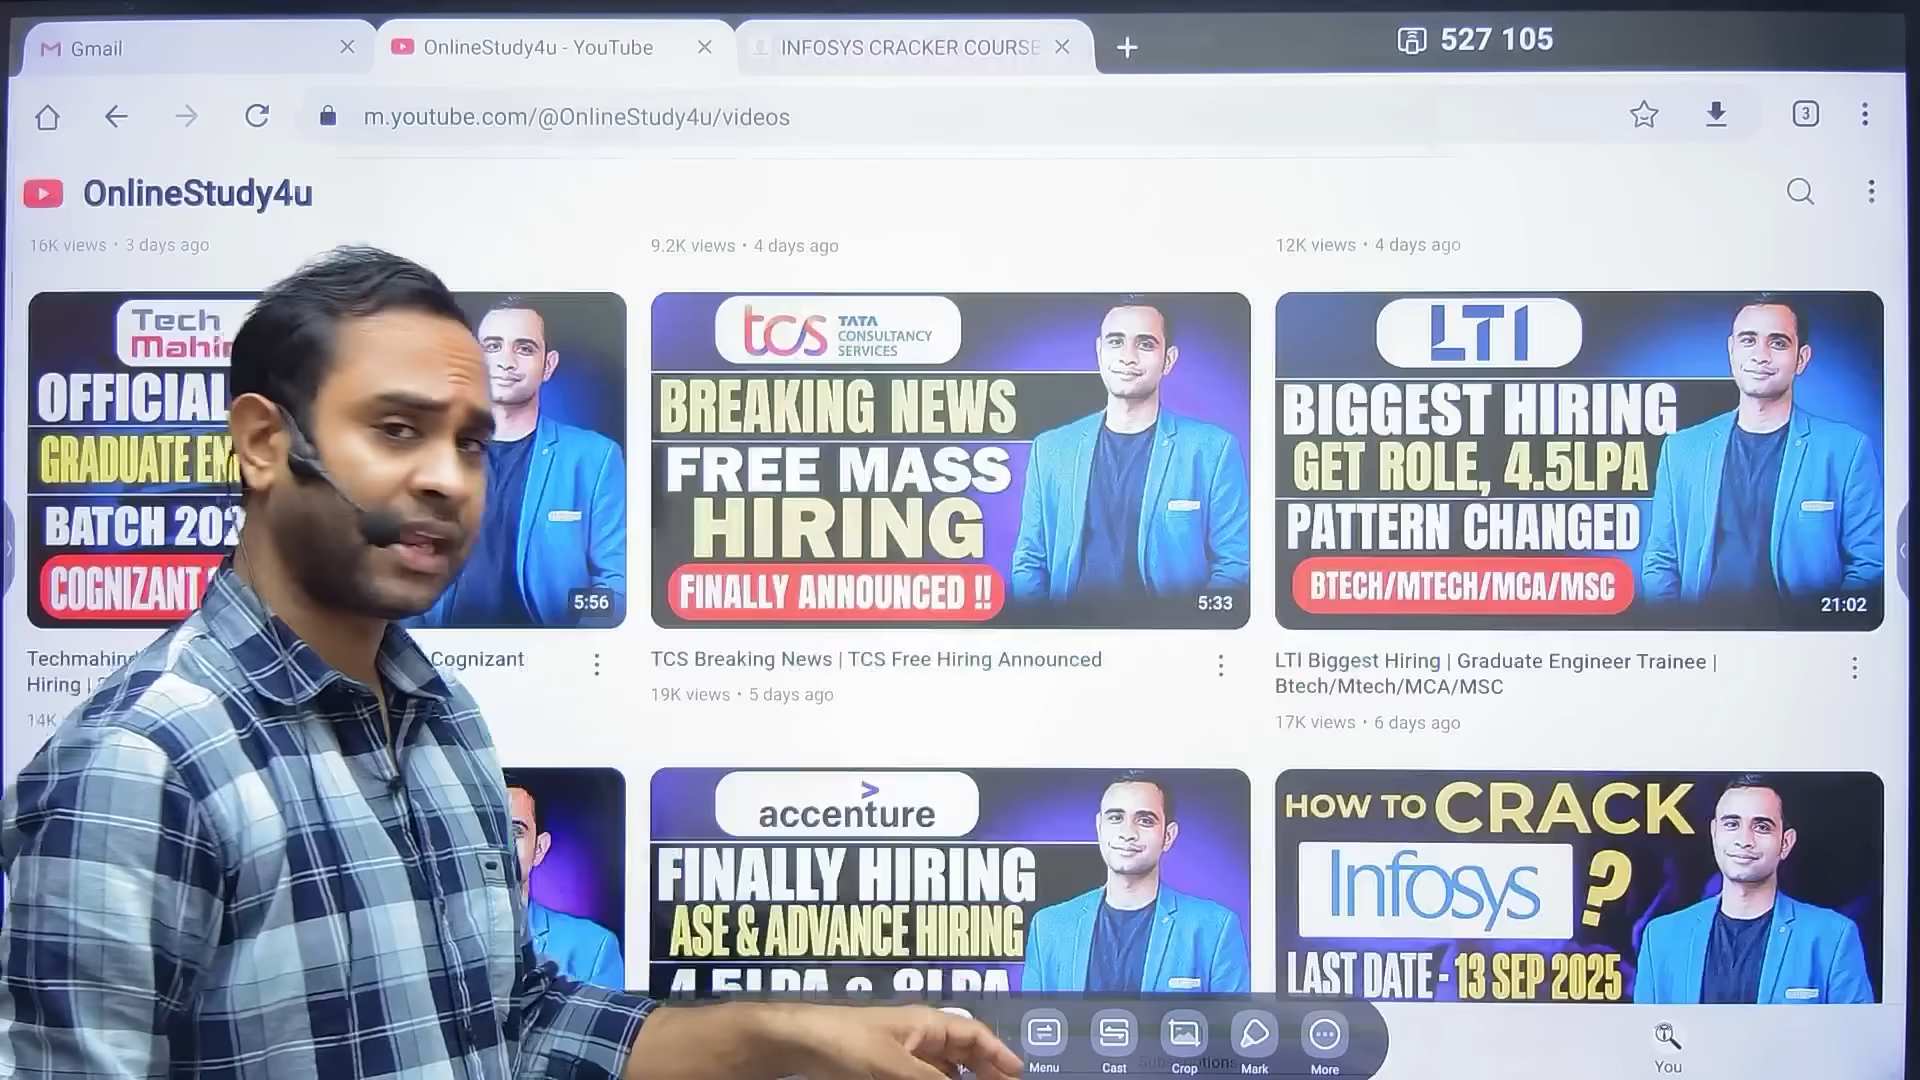 Gmail
OnlineStudy4u - YouTube
INFOSYS CRACKER COURSE
527 105
m.youtube.com/@OnlineStudy4u/videos
3
OnlineStudy4u
16K views • 3 days ago
9.2K views • 4 days ago
12K views • 4 days ago
Tech
OFFICIAL
GRADUATE
BATCH
COGNIZANT
5:56
tcs TATA CONSULTANCY SERVICES
BREAKING NEWS
FREE MASS
HIRING
FINALLY ANNOUNCED !!
5:33
LTI
BIGGEST HIRING
GET ROLE, 4.5LPA
PATTERN CHANGED
BTECH/MTECH/MCA/MSC
21:02
Cognizant
Hiring |
14K
TCS Breaking News | TCS Free Hiring Announced
19K views • 5 days ago
LTI Biggest Hiring | Graduate Engineer Trainee |
Btech/Mtech/MCA/MSC
17K views • 6 days ago
accenture
FINALLY HIRING
ASE & ADVANCE HIRING
HOW TO CRACK
Infosys ?
LAST DATE - 13 SEP 2025
Menu
Cast
Crop
Mark
More
You